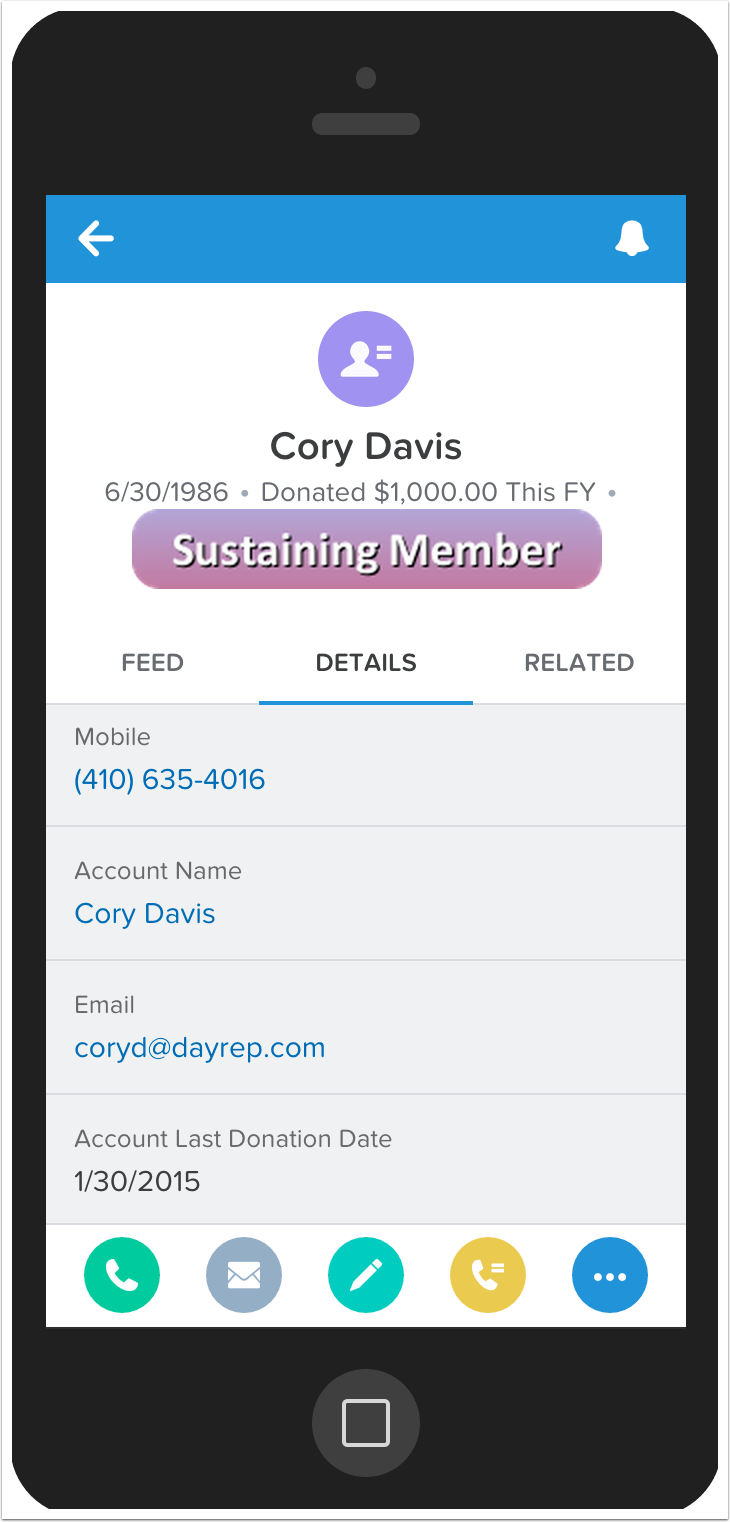 Cory Davis
6/30/1986 • Donated $1,000.00 This FY •
Sustaining Member
FEED DETAILS RELATED
Mobile
(410) 635-4016
Account Name
Cory Davis
Email
coryd@dayrep.com
Account Last Donation Date
1/30/2015